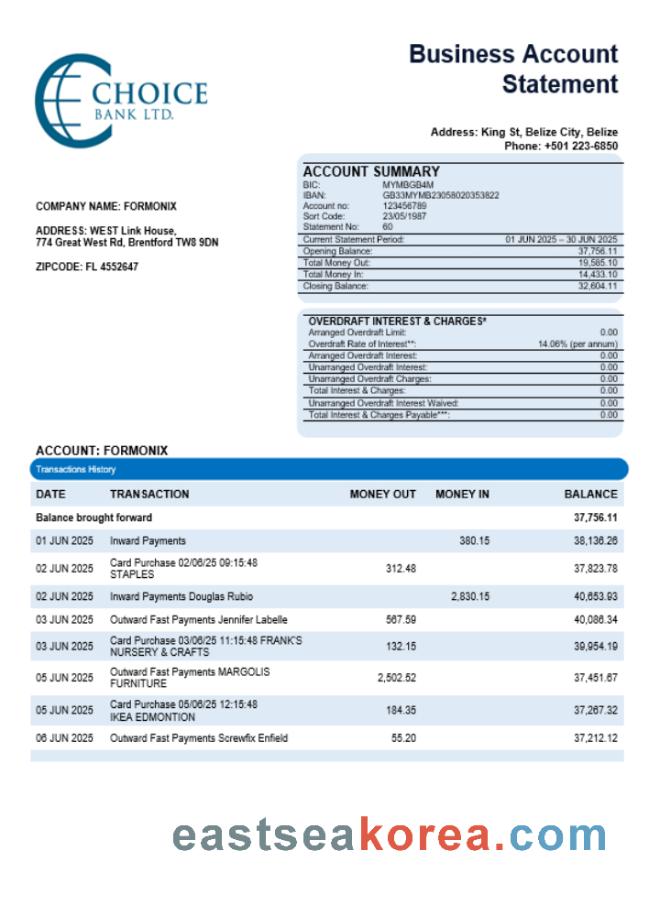 CHOICE
BANK LTD.
Business Account
Statement
Address: King St, Belize City, Belize
Phone: +501 223-6850
COMPANY NAME: FORMONIX
ADDRESS: WEST Link House,
774 Great West Rd, Brentford TW8 9DN
ZIPCODE: FL 4552647
ACCOUNT SUMMARY
BIC: MYMBGB4M
IBAN: GB33MYMB23058020353822
Account no: 123456789
Sort Code: 23/05/1987
Statement No: 60
Current Statement Period: 01 JUN 2025 – 30 JUN 2025
Opening Balance: 37,756.11
Total Money Out: 19,585.10
Total Money In: 14,433.10
Closing Balance: 32,604.11
OVERDRAFT INTEREST & CHARGES*
Arranged Overdraft Limit: 0.00
Overdraft Rate of Interest**: 14.06% (per annum)
Arranged Overdraft Interest: 0.00
Unarranged Overdraft Interest: 0.00
Unarranged Overdraft Charges: 0.00
Total Interest & Charges: 0.00
Unarranged Overdraft Interest Waived: 0.00
Total Interest & Charges Payable***: 0.00
ACCOUNT: FORMONIX
Transactions History
DATE TRANSACTION MONEY OUT MONEY IN BALANCE
Balance brought forward 37,756.11
01 JUN 2025 Inward Payments 380.15 38,136.26
02 JUN 2025 Card Purchase 02/06/25 09:15:48
STAPLES 312.48 37,823.78
02 JUN 2025 Inward Payments Douglas Rubio 2,830.15 40,653.93
03 JUN 2025 Outward Fast Payments Jennifer Labelle 567.59 40,086.34
03 JUN 2025 Card Purchase 03/06/25 11:15:48 FRANK'S
NURSERY & CRAFTS 132.15 39,954.19
05 JUN 2025 Outward Fast Payments MARGOLIS
FURNITURE 2,502.52 37,451.67
05 JUN 2025 Card Purchase 05/06/25 12:15:48
IKEA EDMONTION 184.35 37,267.32
06 JUN 2025 Outward Fast Payments Screwfix Enfield 55.20 37,212.12
eastseakorea.com